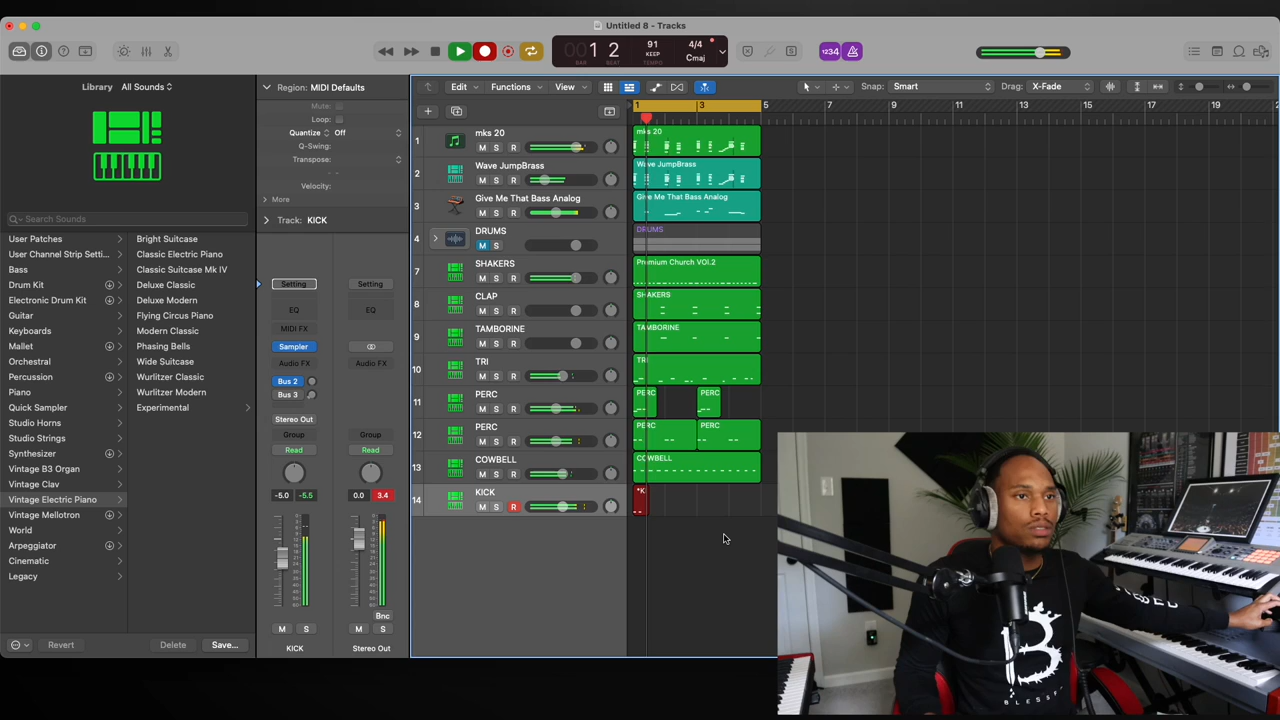 Untitled 8 - Tracks
001 2
BAR BEAT
91
KEEP
TEMPO
4/4
Cmaj
1234
Library All Sounds
Search Sounds
User Patches
User Channel Strip Setti...
Bass
Drum Kit
Electronic Drum Kit
Guitar
Keyboards
Mallet
Orchestral
Percussion
Piano
Quick Sampler
Studio Horns
Studio Strings
Synthesizer
Vintage B3 Organ
Vintage Clav
Vintage Electric Piano
Vintage Mellotron
World
Arpeggiator
Cinematic
Legacy
Bright Suitcase
Classic Electric Piano
Classic Suitcase Mk IV
Deluxe Classic
Deluxe Modern
Flying Circus Piano
Modern Classic
Phasing Bells
Wide Suitcase
Wurlitzer Classic
Wurlitzer Modern
Experimental
Revert Delete Save...
Region: MIDI Defaults
Mute:
Loop:
Quantize Off
Q-Swing:
Transpose:
Velocity:
More
Track: KICK
Setting Setting
EQ EQ
MIDI FX
Sampler
Audio FX Audio FX
Bus 2
Bus 3
Stereo Out
Group Group
Read Read
-5.0 -5.5 0.0 3.4
Bnc
M S M S
KICK Stereo Out
Edit Functions View
Snap: Smart
Drag: X-Fade
1 3 5 7 9 11 13 15 17 19
1 mks 20
M S R
2 Wave JumpBrass
M S R
3 Give Me That Bass Analog
M S R
4 DRUMS
M S
7 SHAKERS
M S R
8 CLAP
M S R
9 TAMBORINE
M S R
10 TRI
M S R
11 PERC
M S R
12 PERC
M S R
13 COWBELL
M S R
14 KICK
M S R
mks 20
Wave JumpBrass
Give Me That Bass Analog
DRUMS
Premium Church VOl.2
SHAKERS
TAMBORINE
TRI
PERC PERC
PERC PERC
COWBELL
*K
B
BLESS